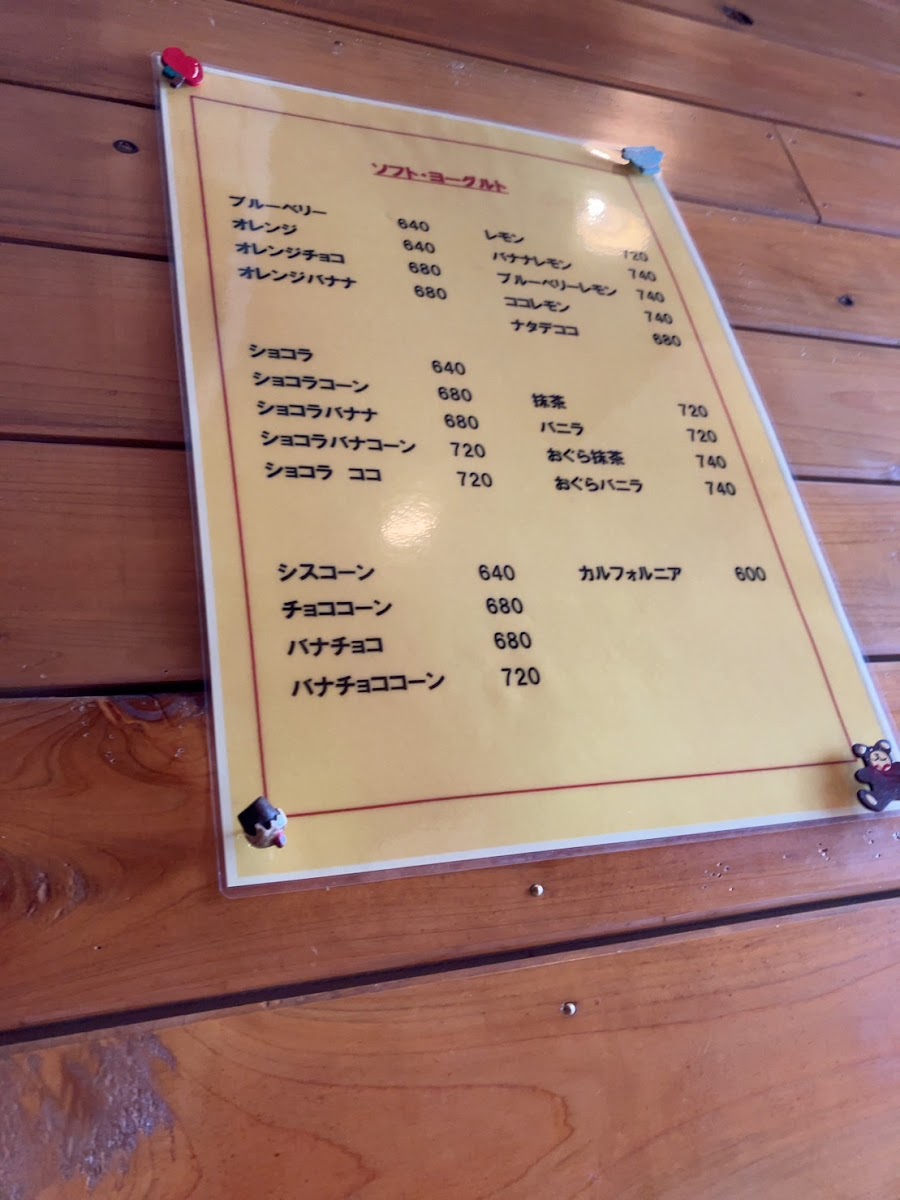 ソフト・ヨーグルト
ブルーベリー 640
オレンジ 640
オレンジチョコ 680
オレンジバナナ 680
レモン 720
バナナレモン 740
ブルーベリーレモン 740
ココレモン 740
ナタデココ 680
ショコラ 640
ショコラコーン 680
ショコラバナナ 680
ショコラバナコーン 720
ショコラ ココ 720
抹茶 720
バニラ 720
おぐら抹茶 740
おぐらバニラ 740
シスコーン 640
チョココーン 680
バナチョコ 680
バナチョココーン 720
カルフォルニア 600